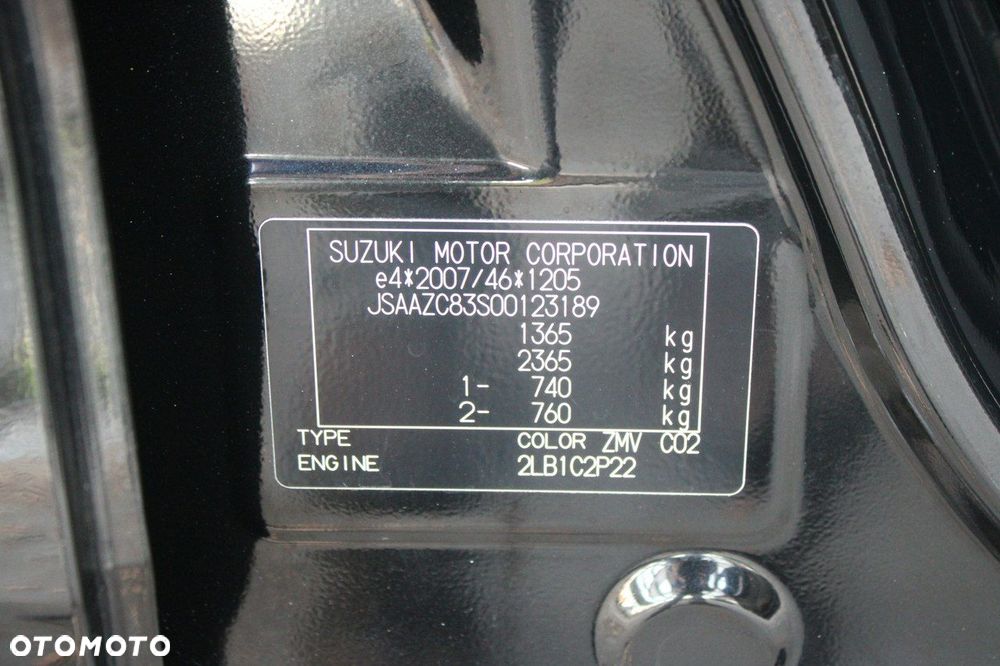 SUZUKI MOTOR CORPORATION
e4*2007/46*1205
JSAAZC83S00123189
1365 kg
2365 kg
1- 740 kg
2- 760 kg
TYPE COLOR ZMV CO2
ENGINE 2LB1C2P22
OTOMOTO